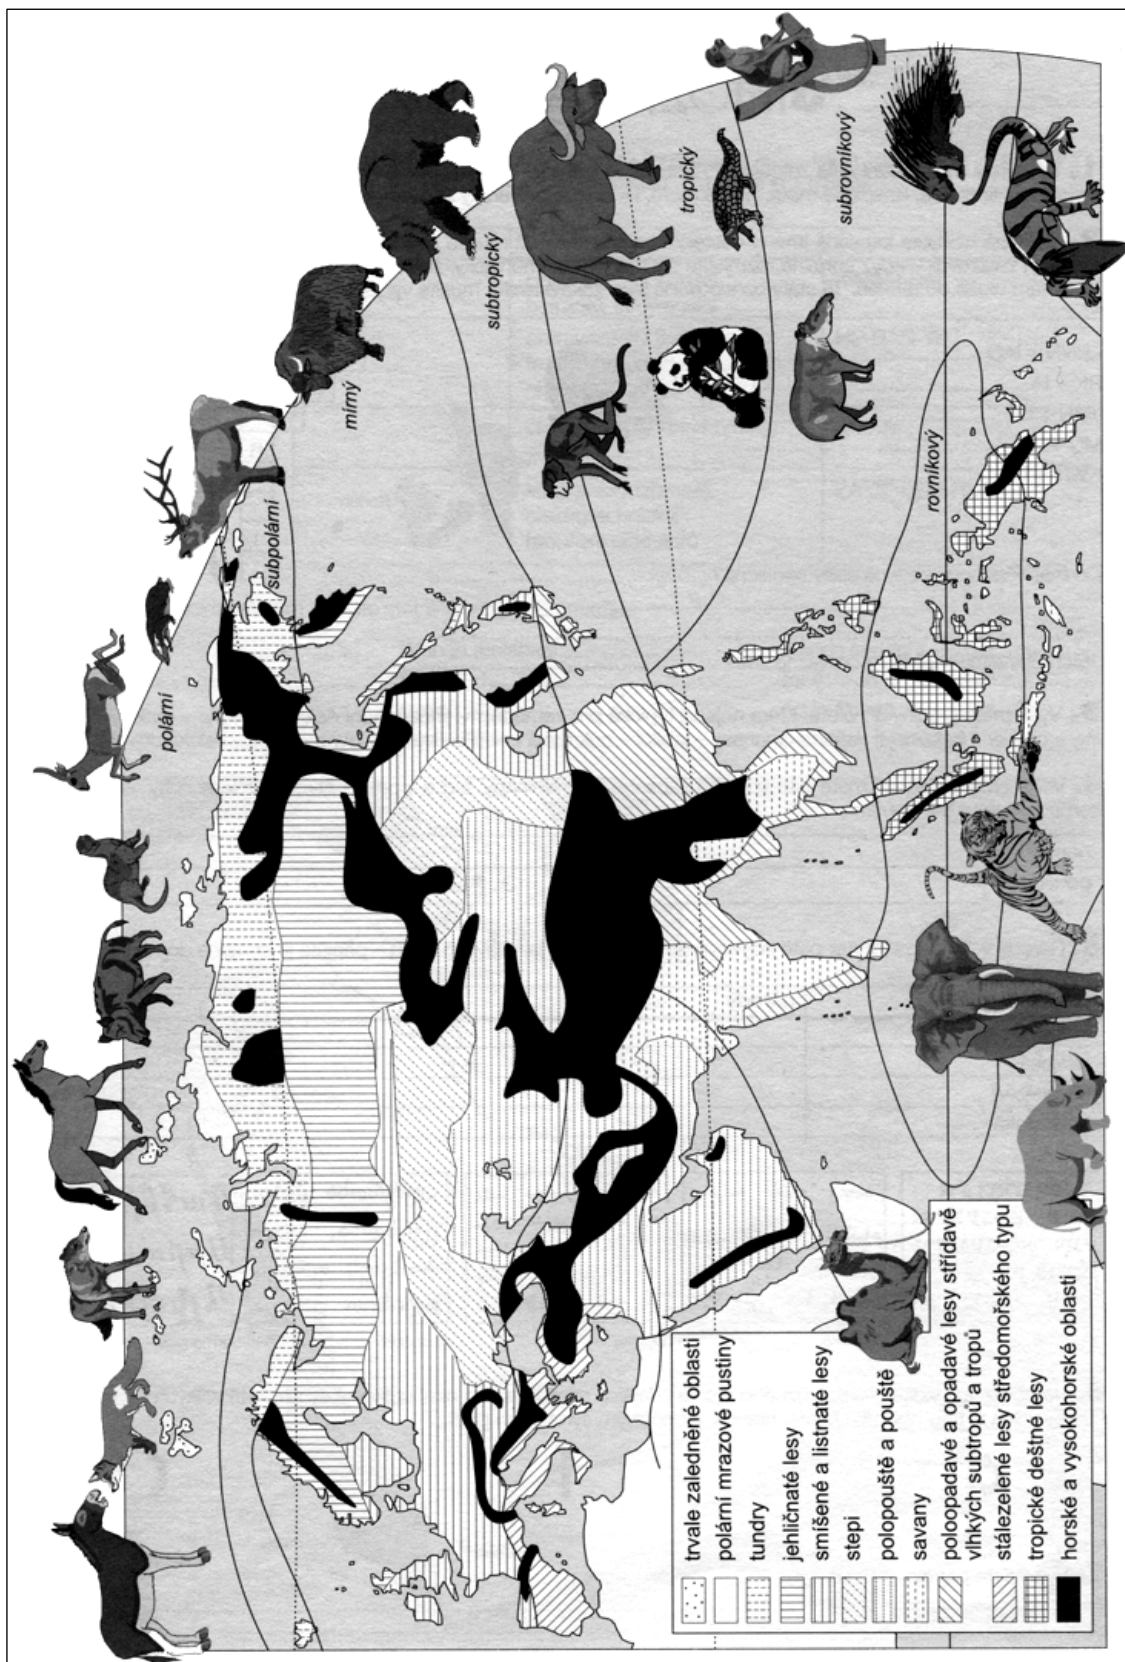 polární
subpolární
mírný
subtropický
tropický
subrovníkový
rovníkový
trvale zaledněné oblasti
polární mrazové pustiny
tundry
jehličnaté lesy
smíšené a listnaté lesy
stepi
polopouště a pouště
savany
poloopadavé a opadavé lesy střídavě
vlhkých subtropů a tropů
stálezelené lesy středomořského typu
tropické deštné lesy
horské a vysokohorské oblasti